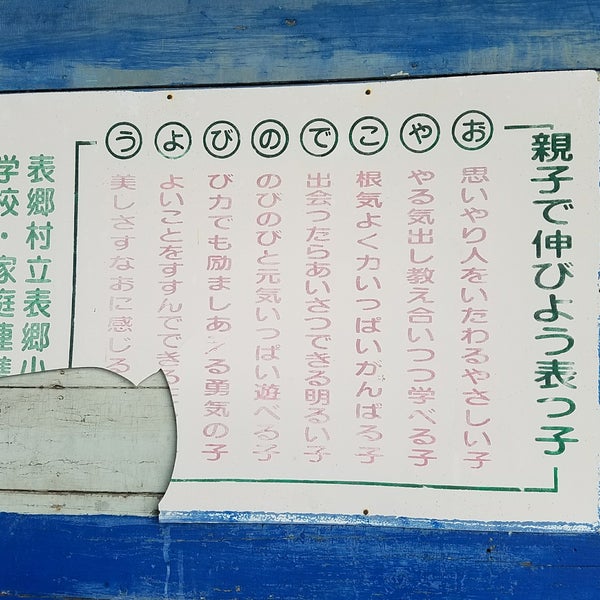 「親子で伸びよう表っ子」
お 思いやり人をいたわるやさしい子
や やる気出し教え合いつつ学べる子
こ 根気よく力いっぱいがんばる子
で 出会ったらあいさつできる明るい子
の のびのびと元気いっぱい遊べる子
び び力でも励ましあ る勇気の子
よ よいことをすすんでできる
う 美しさすなおに感じる
表郷村立表郷小
学校・家庭連